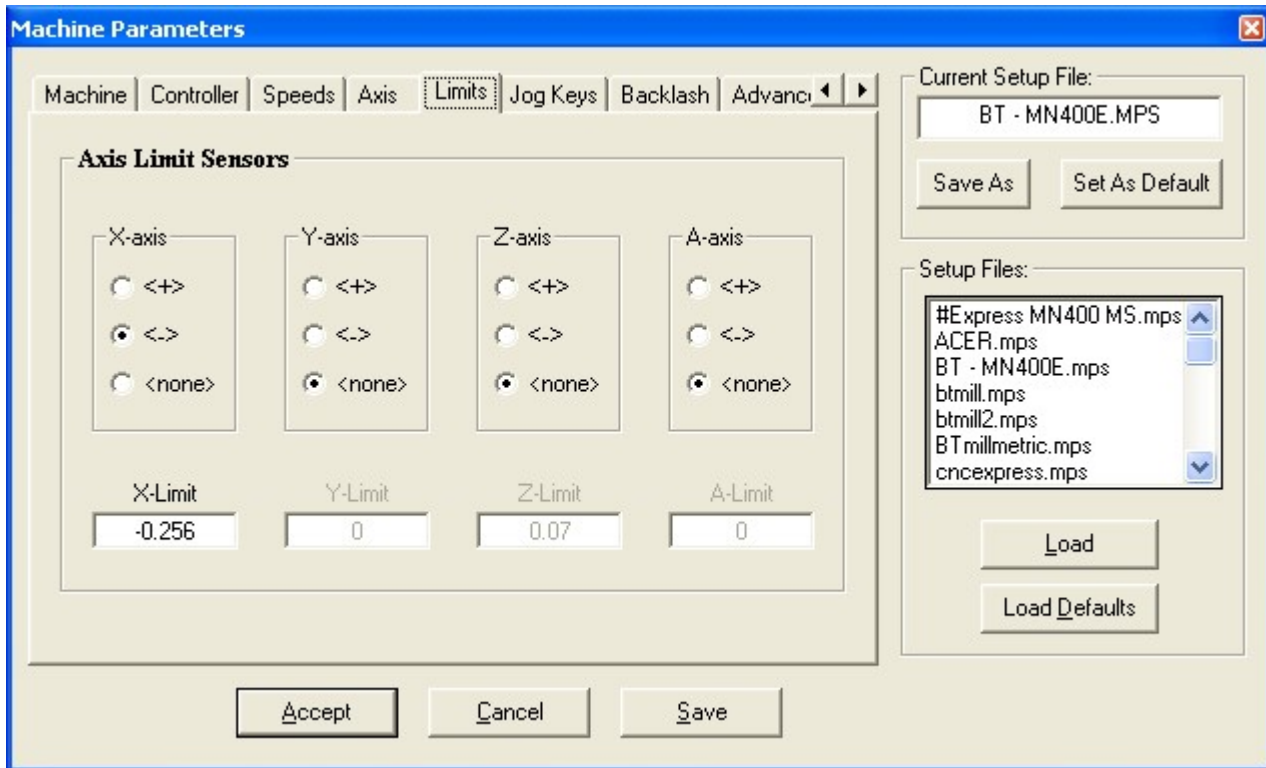 Machine Parameters
Machine Controller Speeds Axis Limits Jog Keys Backlash Advanc
Axis Limit Sensors
X-axis Y-axis Z-axis A-axis
<+> <+> <+> <+>
<-> <-> <-> <->
<none> <none> <none> <none>
X-Limit Y-Limit Z-Limit A-Limit
-0.256 0 0.07 0
Accept Cancel Save
Current Setup File:
BT - MN400E.MPS
Save As Set As Default
Setup Files:
#Express MN400 MS.mps
ACER.mps
BT - MN400E.mps
btmill.mps
btmill2.mps
BTmillmetric.mps
cncexpress.mps
Load
Load Defaults